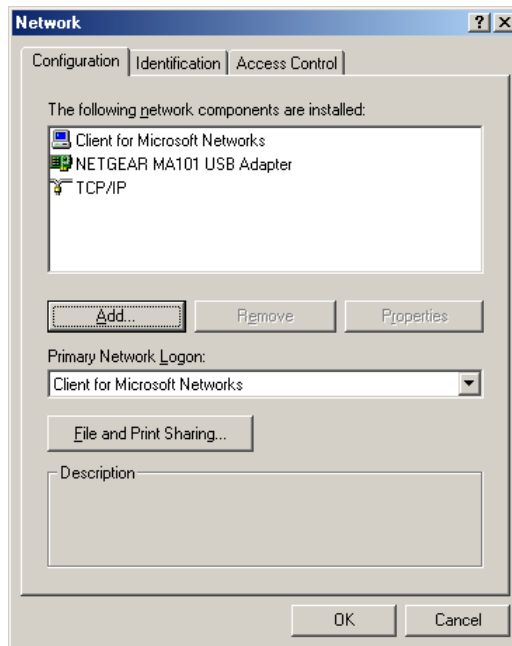 Network
Configuration Identification Access Control
The following network components are installed:
Client for Microsoft Networks
NETGEAR MA101 USB Adapter
TCP/IP
Add... Remove Properties
Primary Network Logon:
Client for Microsoft Networks
File and Print Sharing...
Description
OK Cancel